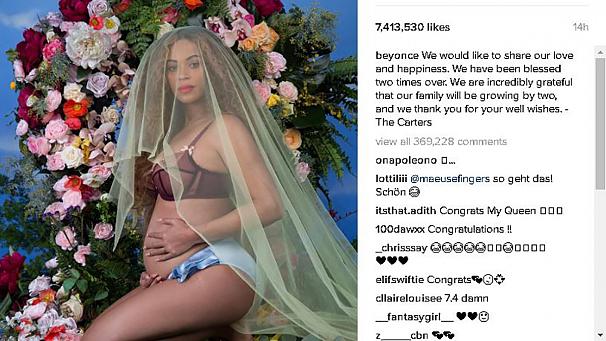 7,413,530 likes 14h
beyonce We would like to share our love
and happiness. We have been blessed
two times over. We are incredibly grateful
that our family will be growing by two,
and we thank you for your well wishes. -
The Carters
view all 369,228 comments
onapoleono ...
lottiliii @maeusefingers so geht das!
Schön 😂
itsthat.adith Congrats My Queen
100dawxx Congratulations !!
_chrisssay
elifswiftie Congrats
cllairelouisee 7.4 damn
__fantasygirl__
z_____cbn